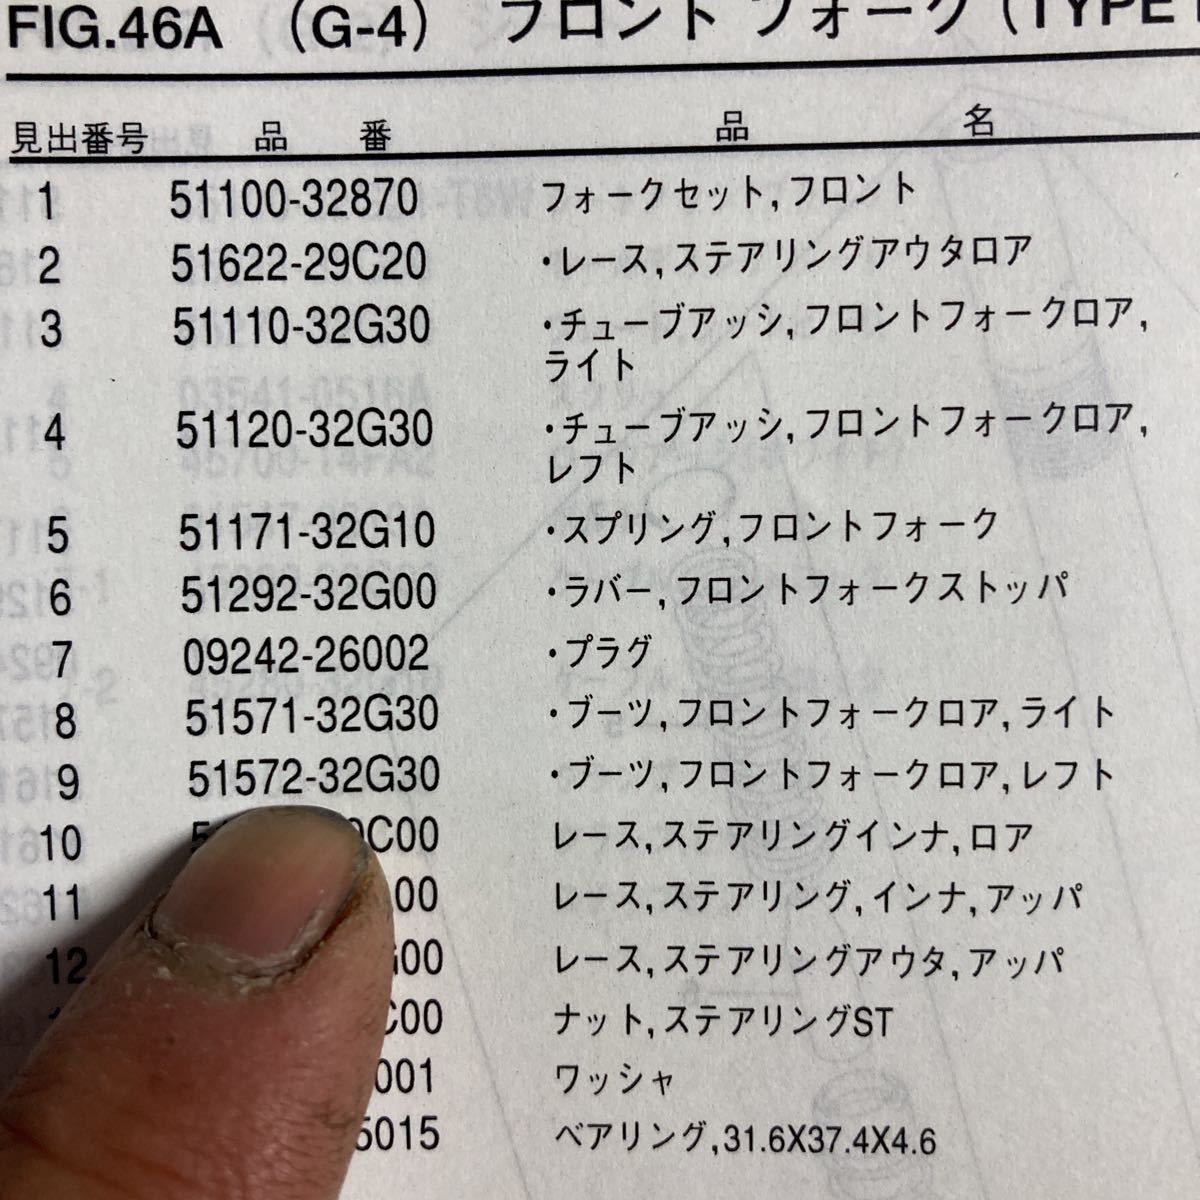 FIG.46A (G-4) フロント フォーク (TYPE
見出番号 品 番 品 名
1 51100-32870 フォークセット,フロント
2 51622-29C20 ・レース,ステアリングアウタロア
3 51110-32G30 ・チューブアッシ,フロントフォークロア,
ライト
4 51120-32G30 ・チューブアッシ,フロントフォークロア,
レフト
5 51171-32G10 ・スプリング,フロントフォーク
6 51292-32G00 ・ラバー,フロントフォークストッパ
7 09242-26002 ・プラグ
8 51571-32G30 ・ブーツ,フロントフォークロア,ライト
9 51572-32G30 ・ブーツ,フロントフォークロア,レフト
10 C00 レース,ステアリングインナ,ロア
11 00 レース,ステアリング,インナ,アッパ
12 G00 レース,ステアリングアウタ,アッパ
C00 ナット,ステアリングST
001 ワッシャ
5015 ベアリング,31.6X37.4X4.6